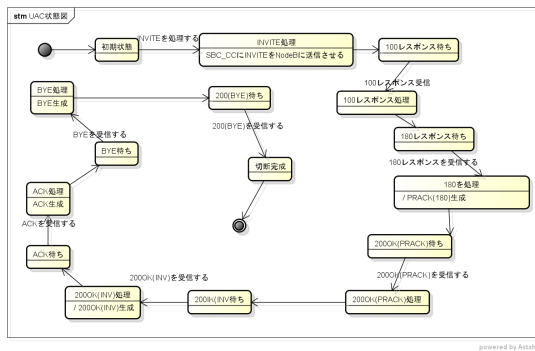 stm UAC状態図
初期状態
INVITEを処理する
INVITE処理
SBC_CCにINVITEをNodeBに送信させる
100レスポンス待ち
100レスポンス受信
100レスポンス処理
180レスポンス待ち
180レスポンスを受信する
180を処理
/ PRACK(180)生成
200OK(PRACK)待ち
200OK(PRACK)を受信する
200OK(PRACK)処理
200IK(INV待ち
200OK(INV)を受信する
200OK(INV)処理
/ 200OK(INV)生成
ACK待ち
ACKを受信する
ACK処理
ACK生成
BYE待ち
BYEを受信する
BYE処理
BYE生成
200(BYE)待ち
200(BYE)を受信する
切断完成
powered by Astah